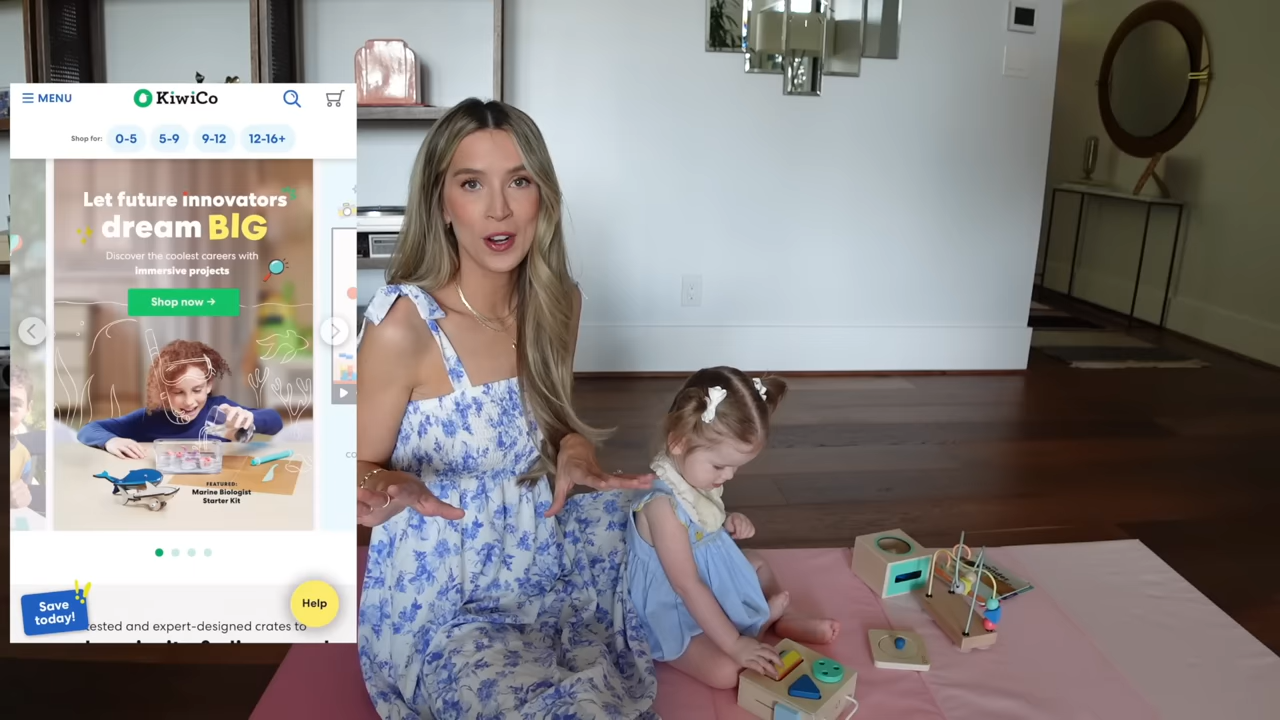 MENU
KiwiCo
Shop for:
0-5
5-9
9-12
12-16+
Let future innovators
dream BIG
Discover the coolest careers with
Immersive projects
Shop now →
FEATURED:
Marine Biologist
Starter Kit
Save
today!
Help
tested and expert-designed crates to